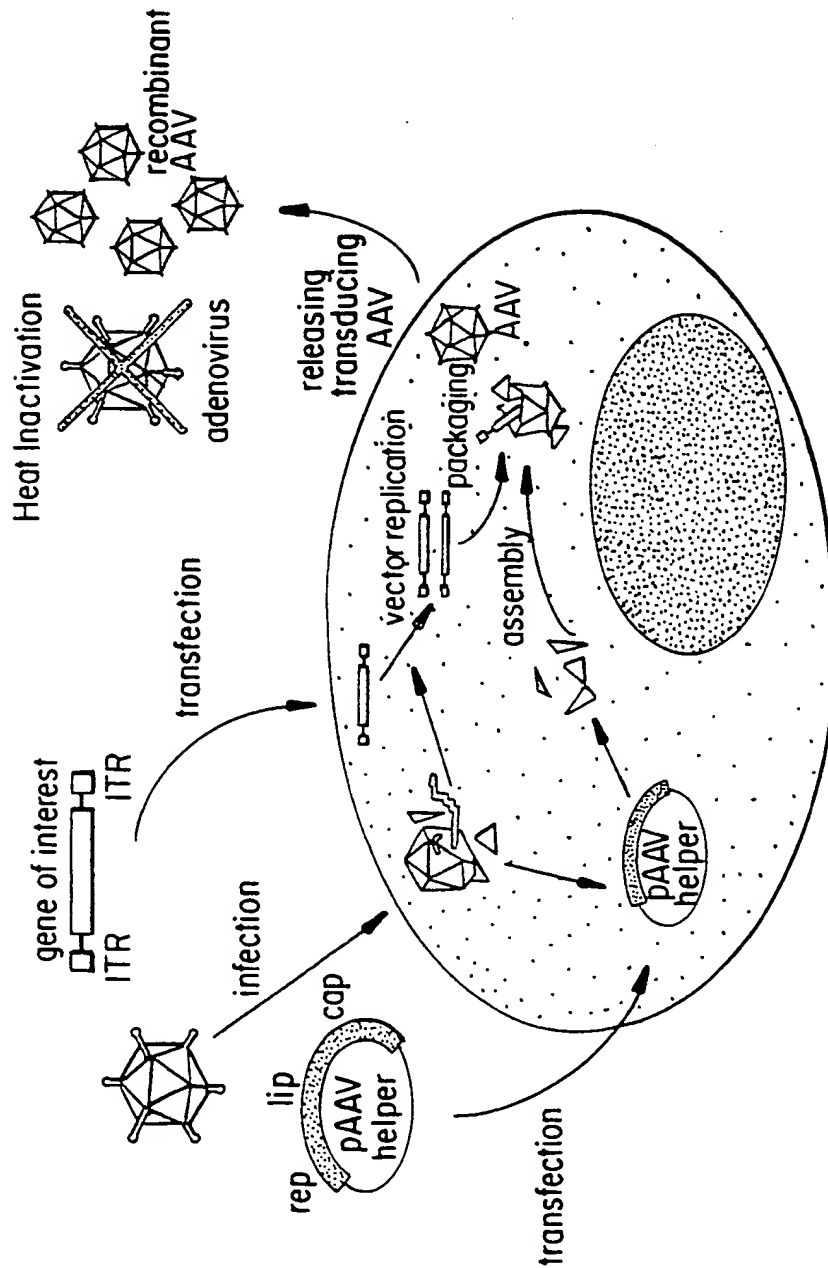 gene of interest
ITR
ITR
Heat Inactivation
adenovirus
recombinant
AAV
infection
transfection
releasing
transducing
AAV
rep
lip
cap
pAAV
helper
vector replication
packaging
AAV
assembly
transfection
pAAV
helper